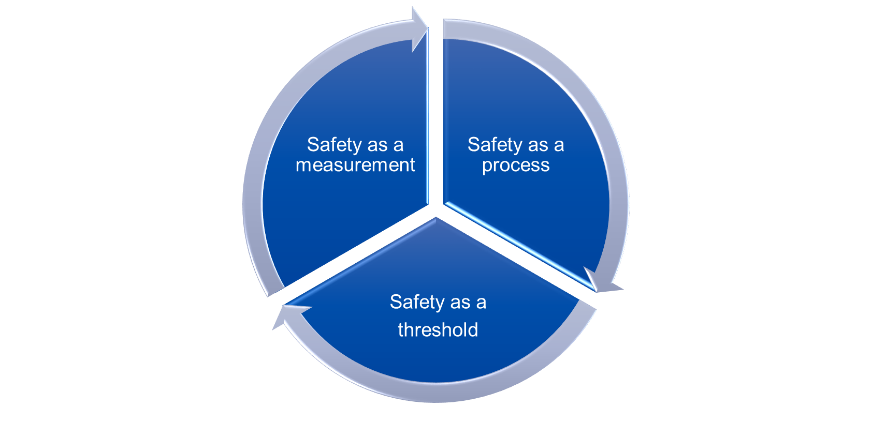 Safety as a
measurement
Safety as a
process
Safety as a
threshold